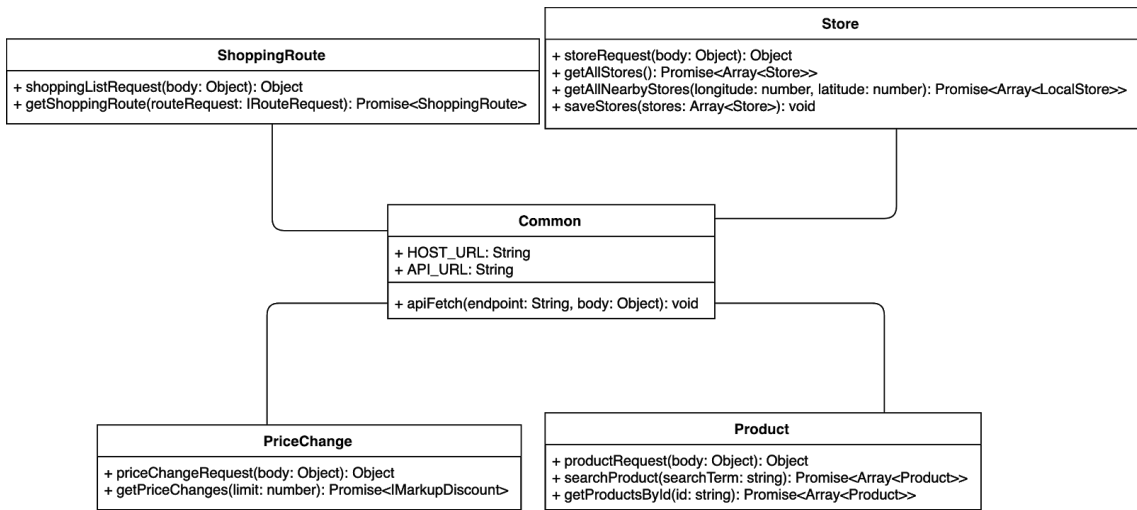 ShoppingRoute
+ shoppingListRequest(body: Object): Object
+ getShoppingRoute(routeRequest: IRouteRequest): Promise<ShoppingRoute>
Store
+ storeRequest(body: Object): Object
+ getAllStores(): Promise<Array<Store>>
+ getAllNearbyStores(longitude: number, latitude: number): Promise<Array<LocalStore>>
+ saveStores(stores: Array<Store>): void
Common
+ HOST_URL: String
+ API_URL: String
+ apiFetch(endpoint: String, body: Object): void
PriceChange
+ priceChangeRequest(body: Object): Object
+ getPriceChanges(limit: number): Promise<IMarkupDiscount>
Product
+ productRequest(body: Object): Object
+ searchProduct(searchTerm: string): Promise<Array<Product>>
+ getProductsById(id: string): Promise<Array<Product>>